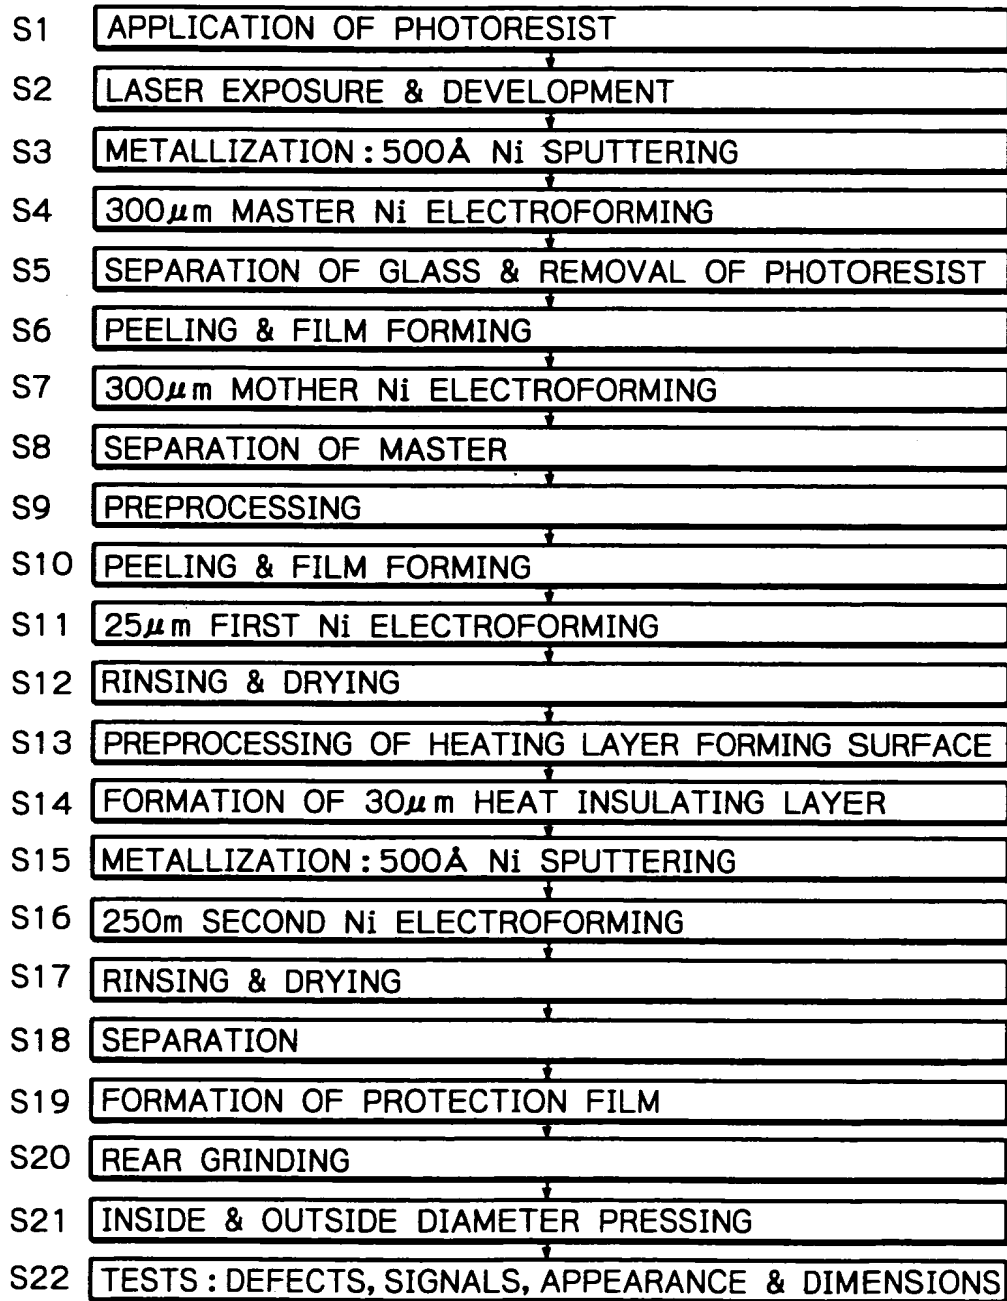 S1 APPLICATION OF PHOTORESIST
S2 LASER EXPOSURE & DEVELOPMENT
S3 METALLIZATION : 500Å Ni SPUTTERING
S4 300μm MASTER Ni ELECTROFORMING
S5 SEPARATION OF GLASS & REMOVAL OF PHOTORESIST
S6 PEELING & FILM FORMING
S7 300μm MOTHER Ni ELECTROFORMING
S8 SEPARATION OF MASTER
S9 PREPROCESSING
S10 PEELING & FILM FORMING
S11 25μm FIRST Ni ELECTROFORMING
S12 RINSING & DRYING
S13 PREPROCESSING OF HEATING LAYER FORMING SURFACE
S14 FORMATION OF 30μm HEAT INSULATING LAYER
S15 METALLIZATION : 500Å Ni SPUTTERING
S16 250m SECOND Ni ELECTROFORMING
S17 RINSING & DRYING
S18 SEPARATION
S19 FORMATION OF PROTECTION FILM
S20 REAR GRINDING
S21 INSIDE & OUTSIDE DIAMETER PRESSING
S22 TESTS : DEFECTS, SIGNALS, APPEARANCE & DIMENSIONS